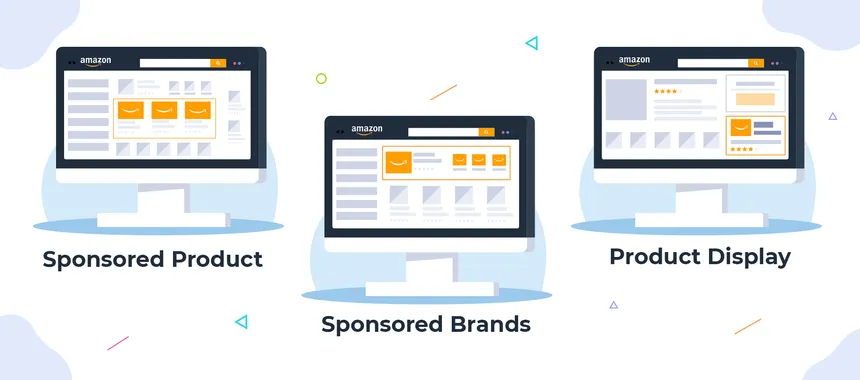 amazon
Sponsored Product
amazon
Sponsored Brands
amazon
Product Display